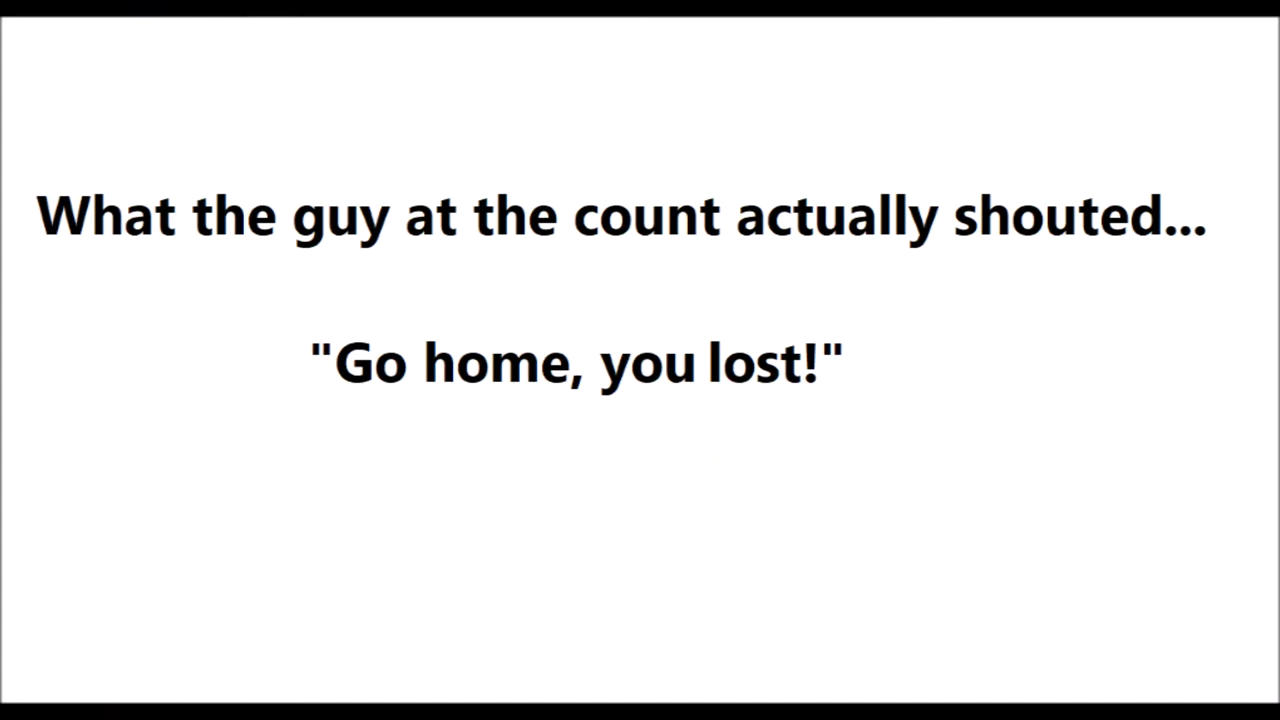 What the guy at the count actually shouted...
"Go home, you lost!"